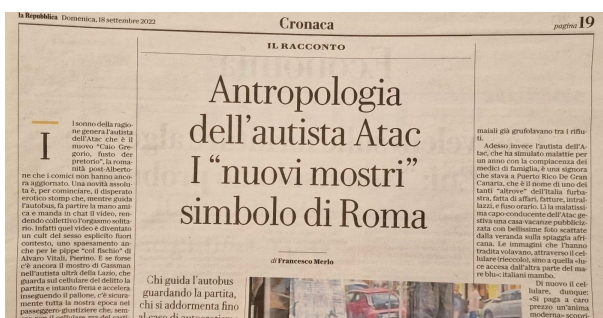 la Repubblica Domenica, 18 settembre 2022
Cronaca
pagina 19
IL RACCONTO
Antropologia
dell'autista Atac
I "nuovi mostri"
simbolo di Roma
di Francesco Merlo
Il sonno della ragio-
ne genera l'autista
dell'Atac che è il
nuovo "Caio Gre-
gorio, fusto der
pretorio", la roma-
nità post-Alberto-
ne che i comici non hanno anco-
ra aggiornato. Una novità assolu-
ta è, per cominciare, il disperato
erotico stomp che, mentre guida
l'autobus, fa partire la mano ami-
ca e manda in chat il video, ren-
dendo collettivo l'orgasmo solita-
rio. Infatti quel video è diventato
un cult del sesso esplicito fuori
contesto, uno spaesamento an-
che per le pippe "col fischio" di
Alvaro Vitali, Pierino. E se forse
c'è ancora il mostro di Gassman
nell'autista ultrà della Lazio, che
guarda sul cellulare del delitto la
partita e intanto frena e accelera
inseguendo il pallone, c'è sicura-
mente tutta la nostra epoca nel
passeggero-giustiziere che, sem-
Chi guida l'autobus
guardando la partita,
chi si addormenta fino
maiali già grufolavano tra i rifiu-
ti.
Adesso invece l'autista dell'A-
tac, che ha simulato malattie per
un anno con la compiacenza dei
medici di famiglia, è una signora
che stava a Puerto Rico De Gran
Canaria, che è il nome di uno dei
tanti "altrove" dell'Italia furba-
stra, fatta di affari, fatture, intral-
lazzi, e fuso orario. Lì la malatissi-
ma capo-conducente dell'Atac ge-
stiva una casa-vacanze pubbliciz-
zata con bellissime foto scattate
dalla veranda sulla spiaggia afri-
cana. Le immagini che l'hanno
tradita volavano, attraverso il cel-
lulare (rieccolo), sino a quella «lu-
ce accesa dall'altra parte del ma-
re blu»: italiani mambo.
Di nuovo il cel-
lulare, dunque:
«Si paga a caro
prezzo un'anima
moderna» scopri-